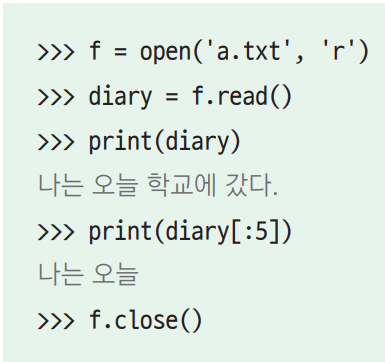 >>> f = open('a.txt', 'r')
>>> diary = f.read()
>>> print(diary)
나는 오늘 학교에 갔다.
>>> print(diary[:5])
나는 오늘
>>> f.close()